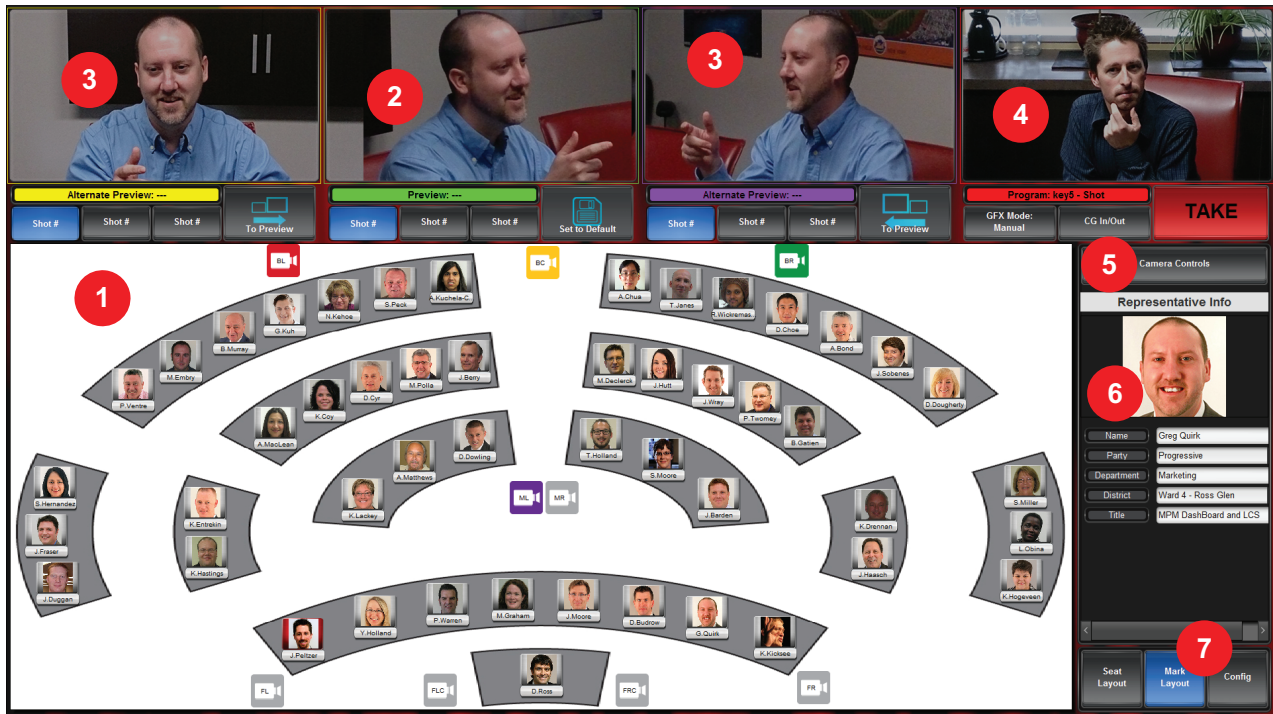 3
2
3
4
Alternate Preview: ---
Preview: ---
Alternate Preview: ---
Program: key5 - Shot
Shot #
Shot #
Shot #
To Preview
Shot #
Shot #
Shot #
Set to Default
Shot #
Shot #
Shot #
To Preview
GFX Mode:
Manual
CG In/Out
TAKE
1
BL
BC
BR
5
Camera Controls
Representative Info
6
A.Kuchela-C.
S.Peck
N.Kehoe
G.Kuh
B.Murray
M.Embry
P.Ventre
A.Chua
T.Janes
R.Wickremas.
D.Choe
A.Bond
J.Sobenes
D.Dougherty
J.Berry
M.Polla
D.Cyr
K.Coy
A.MacLean
M.Declerck
J.Hutt
J.Wray
P.Twomey
B.Gatien
D.Dowling
A.Matthews
K.Lackey
T.Holland
S.Moore
J.Barden
ML
MR
S.Hernandez
J.Fraser
J.Duggan
K.Entrekin
K.Hastings
K.Drennan
J.Haasch
S.Miller
L.Obina
K.Hogeveen
Name
Greg Quirk
Party
Progressive
Department
Marketing
District
Ward 4 - Ross Glen
Title
MPM DashBoard and LCS
J.Peltzer
Y.Holland
P.Warren
M.Graham
J.Moore
D.Budrow
G.Quirk
K.Kicksee
FL
FLC
D.Ross
FRC
FR
7
Seat
Layout
Mark
Layout
Config